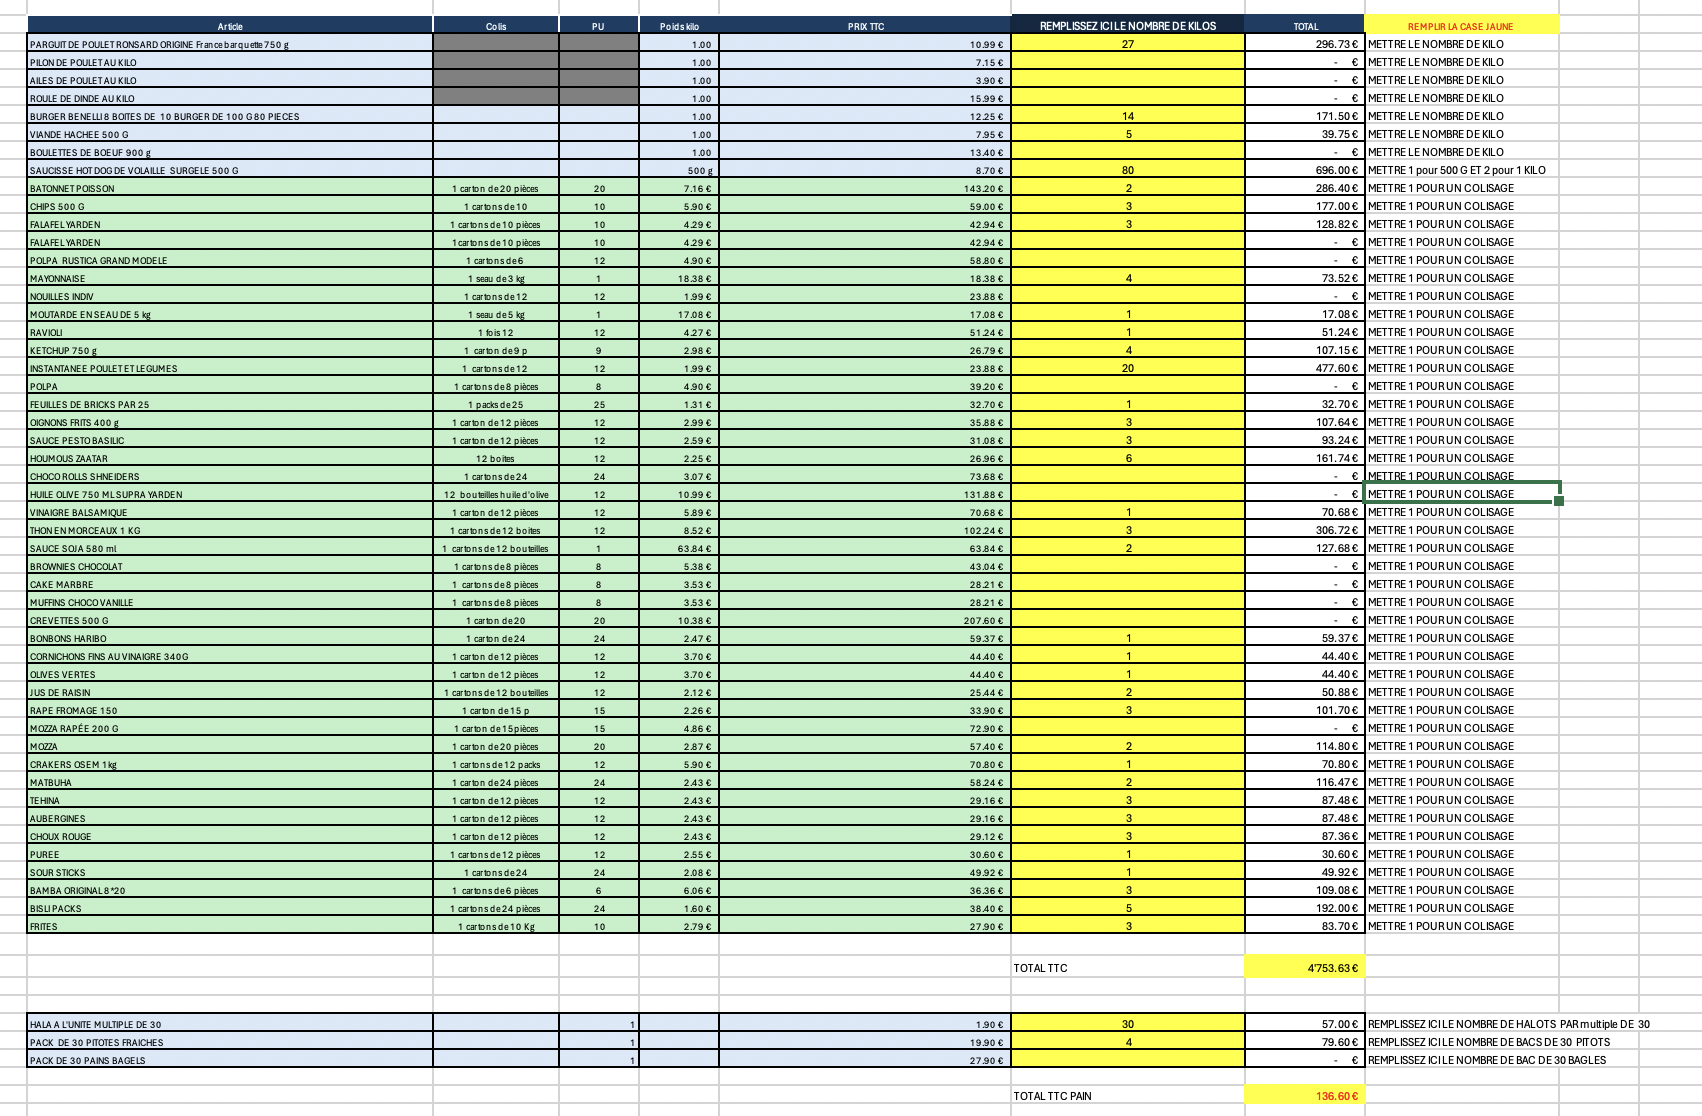 Article Colis PU Poids kilo PRIX TTC REMPLISSEZ ICI LE NOMBRE DE KILOS TOTAL REMPLIR LA CASE JAUNE
PARGUIT DE POULET RONSARD ORIGINE France barquette 750 g 1.00 10.99 € 27 296.73 € METTRE LE NOMBRE DE KILO
PILON DE POULET AU KILO 1.00 7.15 € - € METTRE LE NOMBRE DE KILO
AILES DE POULET AU KILO 1.00 3.90 € - € METTRE LE NOMBRE DE KILO
ROULE DE DINDE AU KILO 1.00 15.99 € - € METTRE LE NOMBRE DE KILO
BURGER BENELLI 8 BOITES DE 10 BURGER DE 100 G 80 PIECES 1.00 12.25 € 14 171.50 € METTRE LE NOMBRE DE KILO
VIANDE HACHEE 500 G 1.00 7.95 € 5 39.75 € METTRE LE NOMBRE DE KILO
BOULETTES DE BOEUF 900 g 1.00 13.40 € - € METTRE LE NOMBRE DE KILO
SAUCISSE HOT DOG DE VOLAILLE SURGELE 500 G 500 g 8.70 € 80 696.00 € METTRE 1 pour 500 G ET 2 pour 1 KILO
BATONNET POISSON 1 carton de 20 pièces 20 7.16 € 143.20 € 2 286.40 € METTRE 1 POUR UN COLISAGE
CHIPS 500 G 1 cartons de 10 10 5.90 € 59.00 € 3 177.00 € METTRE 1 POUR UN COLISAGE
FALAFEL YARDEN 1 cartons de 10 pièces 10 4.29 € 42.94 € 3 128.82 € METTRE 1 POUR UN COLISAGE
FALAFEL YARDEN 1 cartons de 10 pièces 10 4.29 € 42.94 € - € METTRE 1 POUR UN COLISAGE
POLPA RUSTICA GRAND MODELE 1 cartons de 6 12 4.90 € 58.80 € - € METTRE 1 POUR UN COLISAGE
MAYONNAISE 1 seau de 3 kg 1 18.38 € 18.38 € 4 73.52 € METTRE 1 POUR UN COLISAGE
NOUILLES INDIV 1 cartons de 12 12 1.99 € 23.88 € - € METTRE 1 POUR UN COLISAGE
MOUTARDE EN SEAU DE 5 kg 1 seau de 5 kg 1 17.08 € 17.08 € 1 17.08 € METTRE 1 POUR UN COLISAGE
RAVIOLI 1 fois 12 12 4.27 € 51.24 € 1 51.24 € METTRE 1 POUR UN COLISAGE
KETCHUP 750 g 1 carton de 9 p 9 2.98 € 26.79 € 4 107.15 € METTRE 1 POUR UN COLISAGE
INSTANTANEE POULET ET LEGUMES 1 cartons de 12 12 1.99 € 23.88 € 20 477.60 € METTRE 1 POUR UN COLISAGE
POLPA 1 cartons de 8 pièces 8 4.90 € 39.20 € - € METTRE 1 POUR UN COLISAGE
FEUILLES DE BRICKS PAR 25 1 packs de 25 25 1.31 € 32.70 € 1 32.70 € METTRE 1 POUR UN COLISAGE
OIGNONS FRITS 400 g 1 carton de 12 pièces 12 2.99 € 35.88 € 3 107.64 € METTRE 1 POUR UN COLISAGE
SAUCE PESTO BASILIC 1 carton de 12 pièces 12 2.59 € 31.08 € 3 93.24 € METTRE 1 POUR UN COLISAGE
HOUMOUS ZAATAR 12 boites 12 2.25 € 26.96 € 6 161.74 € METTRE 1 POUR UN COLISAGE
CHOCO ROLLS SHNEIDERS 1 cartons de 24 24 3.07 € 73.68 € - € METTRE 1 POUR UN COLISAGE
HUILE OLIVE 750 ML SUPRA YARDEN 12 bouteilles huile d'olive 12 10.99 € 131.88 € - € METTRE 1 POUR UN COLISAGE
VINAIGRE BALSAMIQUE 1 carton de 12 pièces 12 5.89 € 70.68 € 1 70.68 € METTRE 1 POUR UN COLISAGE
THON EN MORCEAUX 1 KG 1 cartons de 12 boites 12 8.52 € 102.24 € 3 306.72 € METTRE 1 POUR UN COLISAGE
SAUCE SOJA 580 ml 1 cartons de 12 bouteilles 1 63.84 € 63.84 € 2 127.68 € METTRE 1 POUR UN COLISAGE
BROWNIES CHOCOLAT 1 cartons de 8 pièces 8 5.38 € 43.04 € - € METTRE 1 POUR UN COLISAGE
CAKE MARBRE 1 cartons de 8 pièces 8 3.53 € 28.21 € - € METTRE 1 POUR UN COLISAGE
MUFFINS CHOCO VANILLE 1 cartons de 8 pièces 8 3.53 € 28.21 € - € METTRE 1 POUR UN COLISAGE
CREVETTES 500 G 1 carton de 20 20 10.38 € 207.60 € - € METTRE 1 POUR UN COLISAGE
BONBONS HARIBO 1 carton de 24 24 2.47 € 59.37 € 1 59.37 € METTRE 1 POUR UN COLISAGE
CORNICHONS FINS AU VINAIGRE 340G 1 carton de 12 pièces 12 3.70 € 44.40 € 1 44.40 € METTRE 1 POUR UN COLISAGE
OLIVES VERTES 1 carton de 12 pièces 12 3.70 € 44.40 € 1 44.40 € METTRE 1 POUR UN COLISAGE
JUS DE RAISIN 1 cartons de 12 bouteilles 12 2.12 € 25.44 € 2 50.88 € METTRE 1 POUR UN COLISAGE
RAPE FROMAGE 150 1 carton de 15 p 15 2.26 € 33.90 € 3 101.70 € METTRE 1 POUR UN COLISAGE
MOZZA RAPÉE 200 G 1 carton de 15 pièces 15 4.86 € 72.90 € - € METTRE 1 POUR UN COLISAGE
MOZZA 1 carton de 20 pièces 20 2.87 € 57.40 € 2 114.80 € METTRE 1 POUR UN COLISAGE
CRAKERS OSEM 1kg 1 cartons de 12 packs 12 5.90 € 70.80 € 1 70.80 € METTRE 1 POUR UN COLISAGE
MATBUHA 1 carton de 24 pièces 24 2.43 € 58.24 € 2 116.47 € METTRE 1 POUR UN COLISAGE
TEHINA 1 carton de 12 pièces 12 2.43 € 29.16 € 3 87.48 € METTRE 1 POUR UN COLISAGE
AUBERGINES 1 carton de 12 pièces 12 2.43 € 29.16 € 3 87.48 € METTRE 1 POUR UN COLISAGE
CHOUX ROUGE 1 carton de 12 pièces 12 2.43 € 29.12 € 3 87.36 € METTRE 1 POUR UN COLISAGE
PUREE 1 cartons de 12 pièces 12 2.55 € 30.60 € 1 30.60 € METTRE 1 POUR UN COLISAGE
SOUR STICKS 1 cartons de 24 24 2.08 € 49.92 € 1 49.92 € METTRE 1 POUR UN COLISAGE
BAMBA ORIGINAL 8*20 1 cartons de 6 pièces 6 6.06 € 36.36 € 3 109.08 € METTRE 1 POUR UN COLISAGE
BISLI PACKS 1 cartons de 24 pièces 24 1.60 € 38.40 € 5 192.00 € METTRE 1 POUR UN COLISAGE
FRITES 1 cartons de 10 Kg 10 2.79 € 27.90 € 3 83.70 € METTRE 1 POUR UN COLISAGE
TOTAL TTC 4'753.63 €
HALA A L'UNITE MULTIPLE DE 30 1 1.90 € 30 57.00 € REMPLISSEZ ICI LE NOMBRE DE HALOTS PAR multiple DE 30
PACK DE 30 PITOTES FRAICHES 1 19.90 € 4 79.60 € REMPLISSEZ ICI LE NOMBRE DE BACS DE 30 PITOTS
PACK DE 30 PAINS BAGELS 1 27.90 € - € REMPLISSEZ ICI LE NOMBRE DE BAC DE 30 BAGLES
TOTAL TTC PAIN 136.60 €